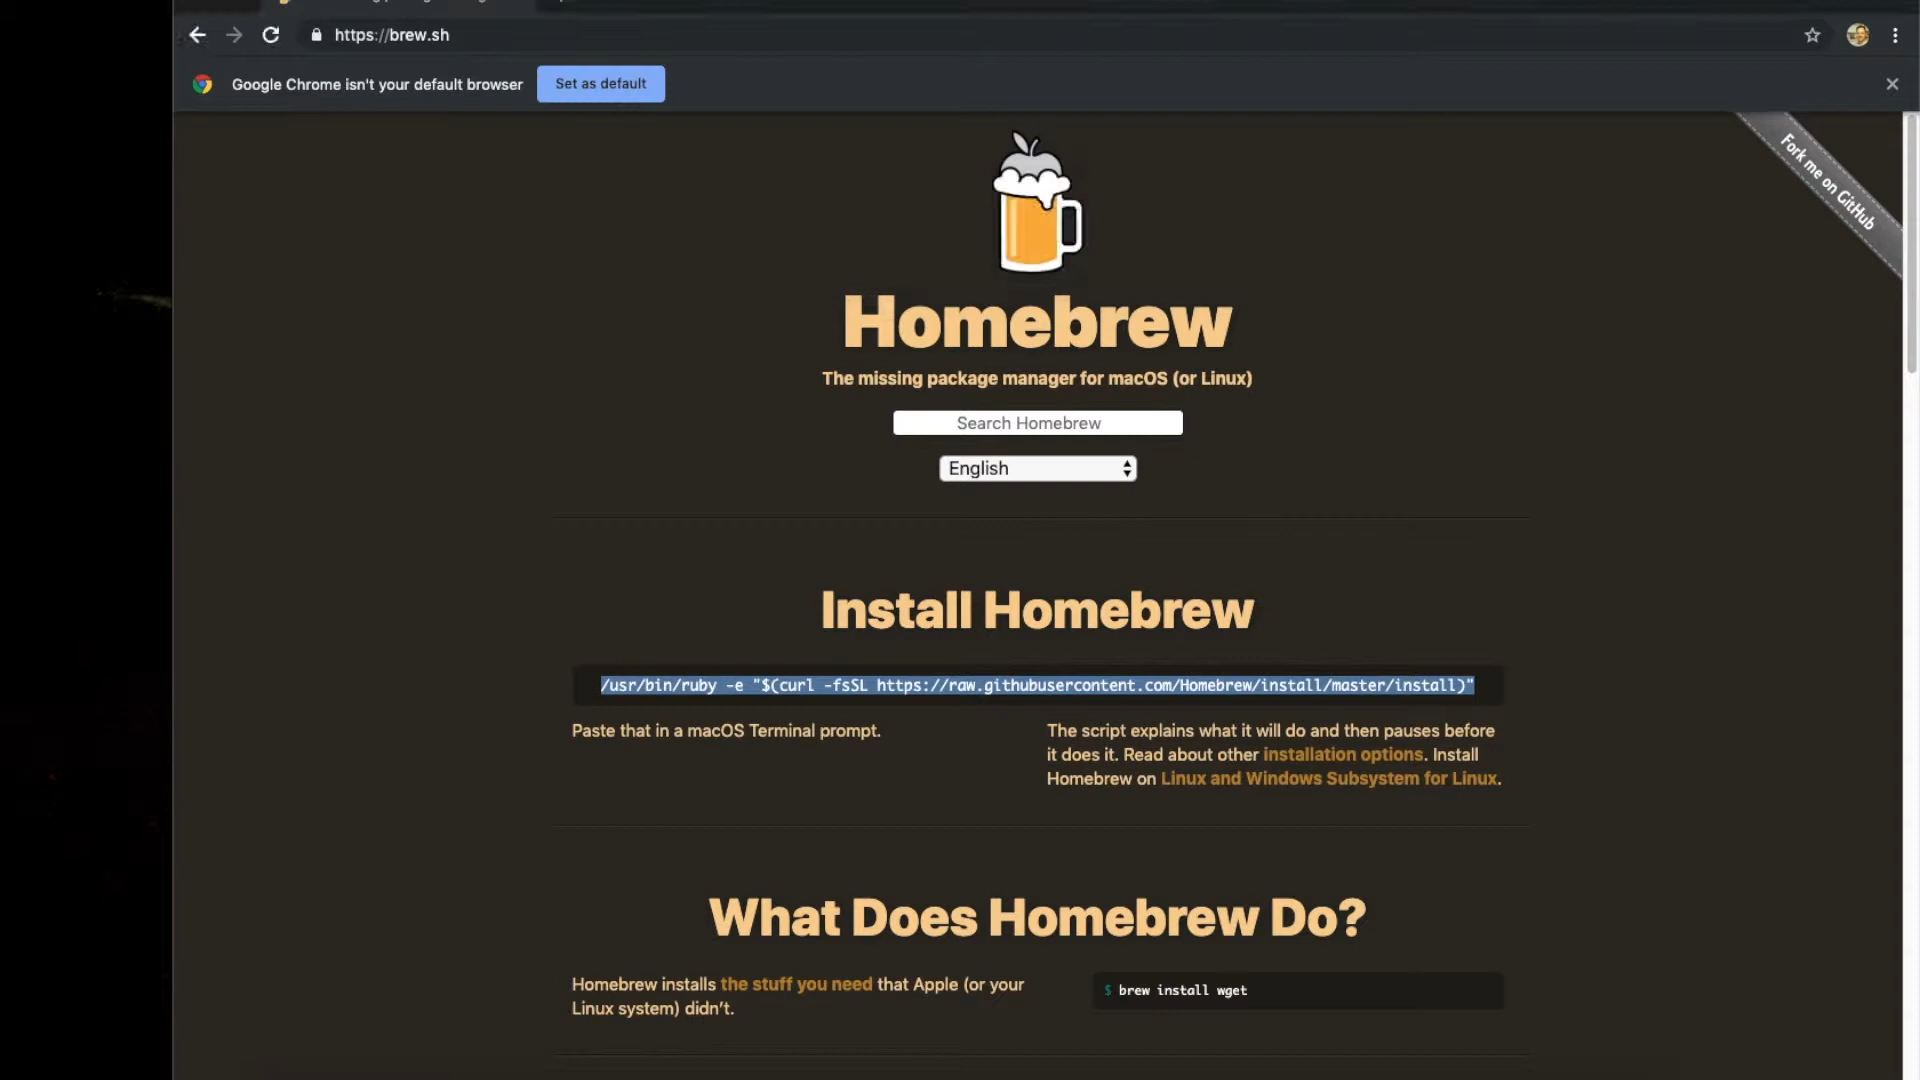 https://brew.sh
Google Chrome isn't your default browser
Set as default
Fork me on GitHub
Homebrew
The missing package manager for macOS (or Linux)
Search Homebrew
English
Install Homebrew
/usr/bin/ruby -e "$(curl -fsSL https://raw.githubusercontent.com/Homebrew/install/master/install)"
Paste that in a macOS Terminal prompt.
The script explains what it will do and then pauses before
it does it. Read about other installation options. Install
Homebrew on Linux and Windows Subsystem for Linux.
What Does Homebrew Do?
Homebrew installs the stuff you need that Apple (or your
Linux system) didn't.
$ brew install wget